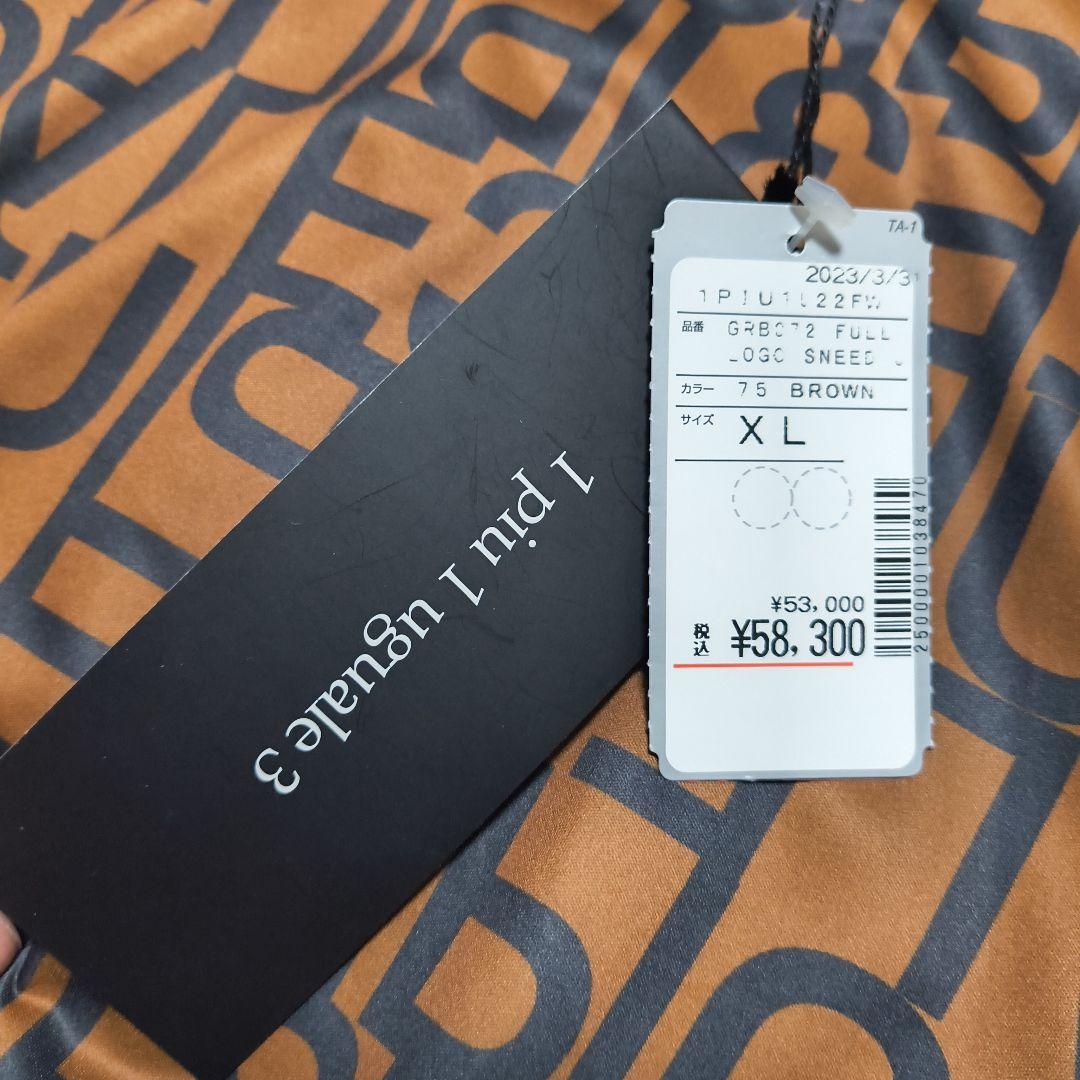 1 piu 1 uguale 3
TA-1
2023/3/31
1PIU1U22FW
品番 GRB072 FULL
LOGO SNEED
カラー 75 BROWN
サイズ XL
¥53,000
税込 ¥58,300
2500001038470